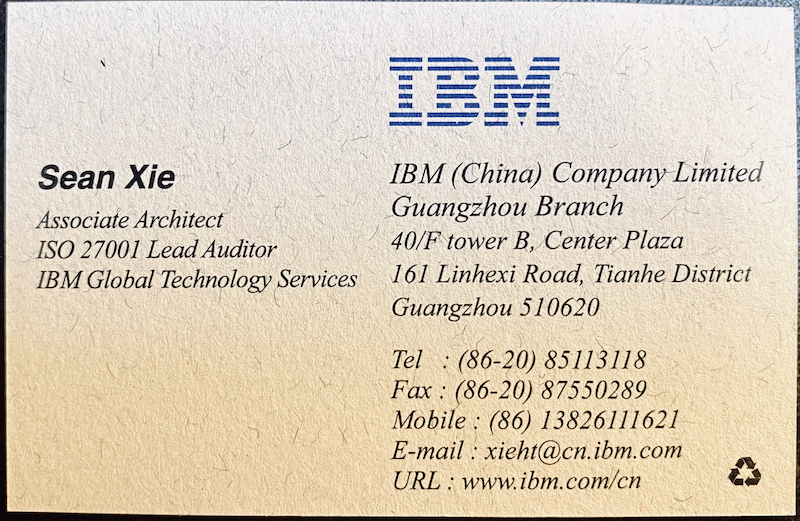 IBM
Sean Xie
Associate Architect
ISO 27001 Lead Auditor
IBM Global Technology Services
IBM (China) Company Limited
Guangzhou Branch
40/F tower B, Center Plaza
161 Linhexi Road, Tianhe District
Guangzhou 510620
Tel : (86-20) 85113118
Fax : (86-20) 87550289
Mobile : (86) 13826111621
E-mail : xieht@cn.ibm.com
URL : www.ibm.com/cn